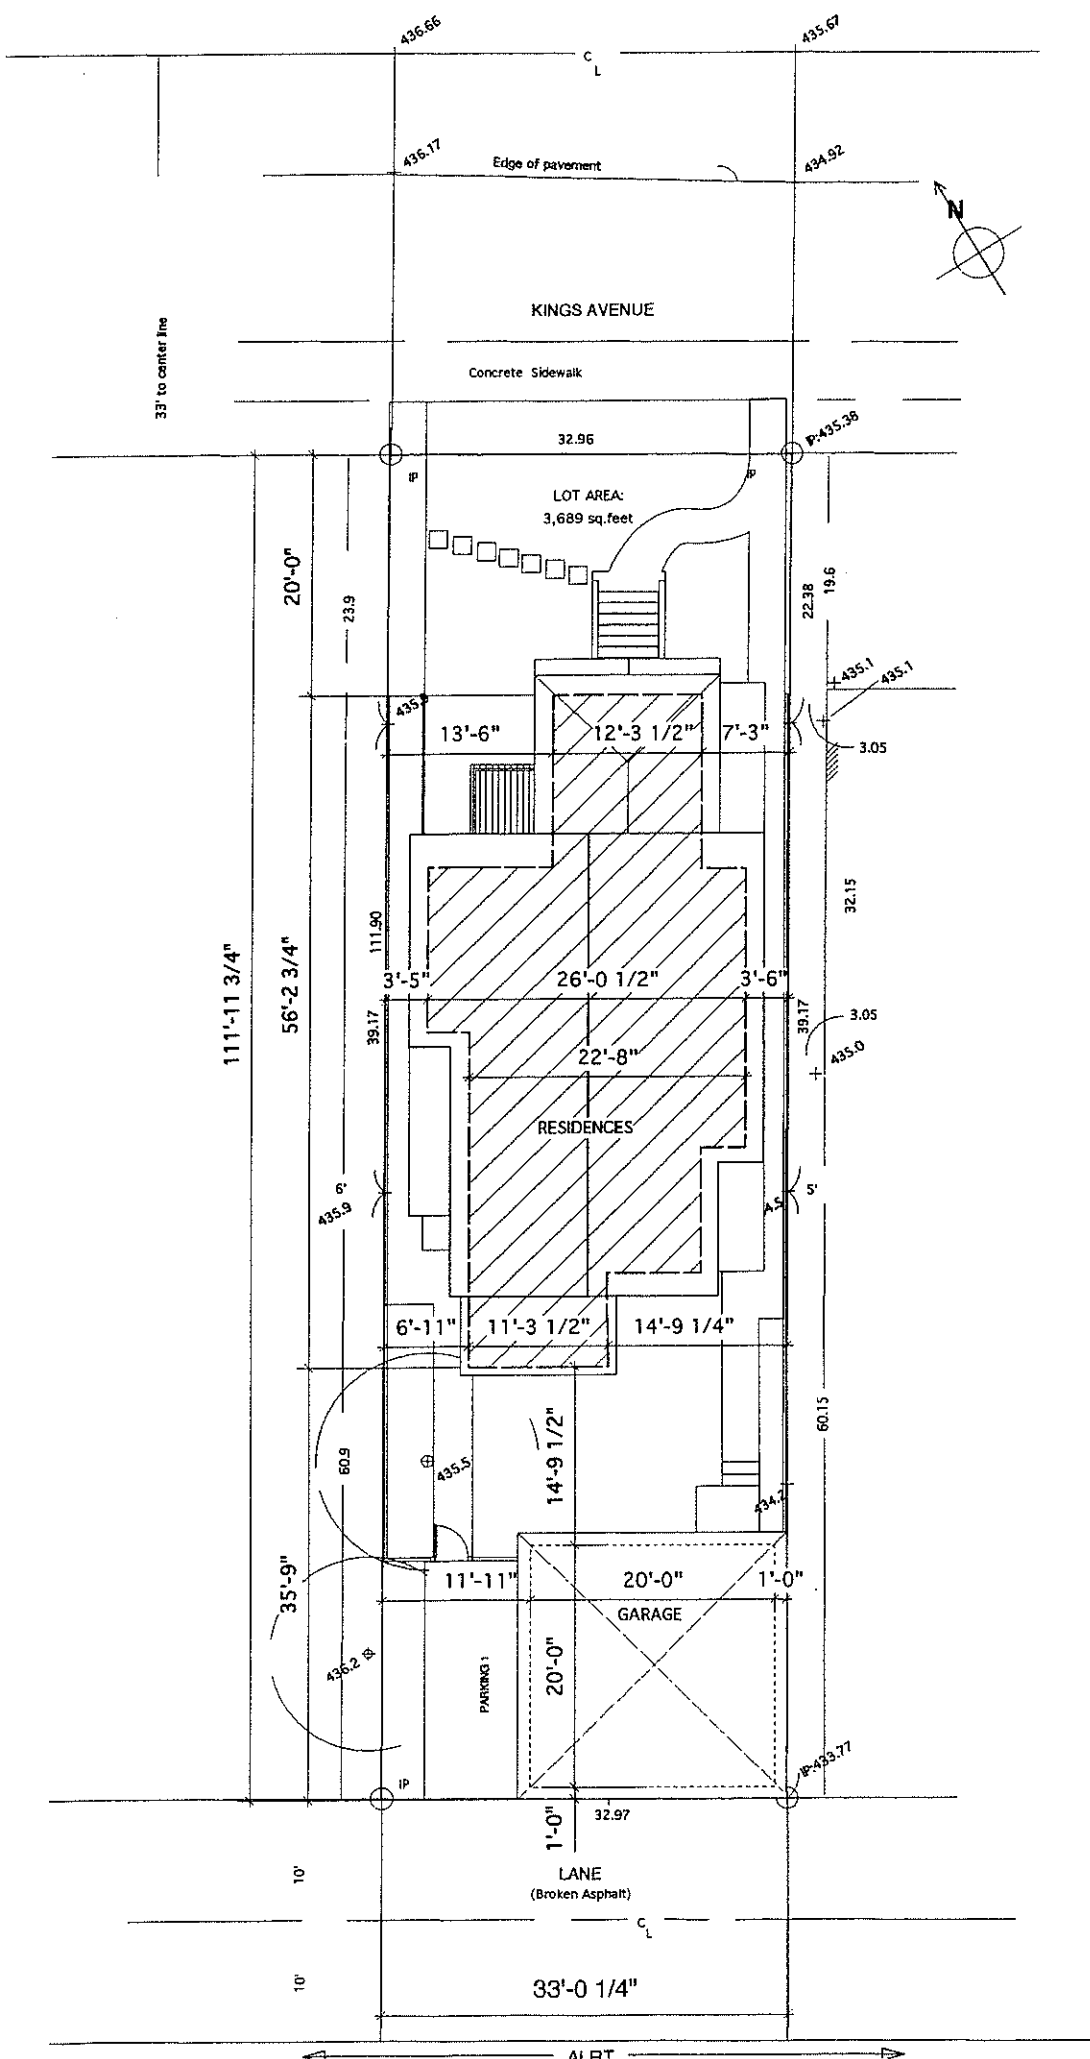 436.66
435.67
C
L
436.17
Edge of pavement
434.92
N
KINGS AVENUE
33' to center line
Concrete Sidewalk
32.96
IP:435.38
IP
IP
LOT AREA:
3,689 sq.feet
20'-0"
23.9
22.38
19.6
435.1
435.1
435.9
13'-6"
12'-3 1/2"
7'-3"
3.05
32.15
111.90
111'-11 3/4"
56'-2 3/4"
3'-5"
26'-0 1/2"
3'-6"
39.17
39.17
3.05
435.0
22'-8"
RESIDENCES
6'
435.9
5'
A.S
6'-11"
11'-3 1/2"
14'-9 1/4"
60.15
60.9
435.5
14'-9 1/2"
434.2
35'-9"
11'-11"
20'-0"
1'-0"
GARAGE
436.2
PARKING 1
20'-0"
IP
IP:433.77
1'-0"
32.97
LANE
(Broken Asphalt)
10'
C
L
10'
33'-0 1/4"
ALRT